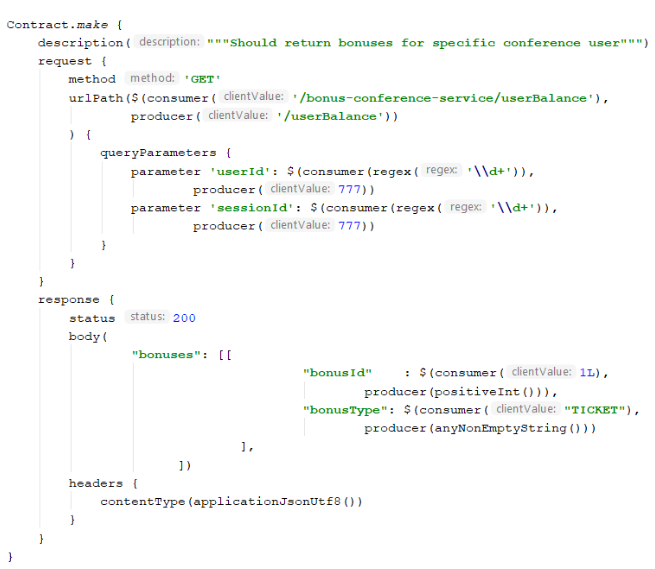 Contract.make {
    description( description: """Should return bonuses for specific conference user""")
    request {
        method method: 'GET'
        urlPath($(consumer( clientValue: '/bonus-conference-service/userBalance'),
                producer( clientValue: '/userBalance'))
        ) {
            queryParameters {
                parameter 'userId': $(consumer(regex( regex: '\\d+')),
                        producer( clientValue: 777))
                parameter 'sessionId': $(consumer(regex( regex: '\\d+')),
                        producer( clientValue: 777))
            }
        }
    }
    response {
        status status: 200
        body(
                "bonuses": [[
                                      "bonusId"    : $(consumer( clientValue: 1L),
                                              producer(positiveInt())),
                                      "bonusType": $(consumer( clientValue: "TICKET"),
                                              producer(anyNonEmptyString()))
                              ],
                      ])
        headers {
            contentType(applicationJsonUtf8())
        }
    }
}